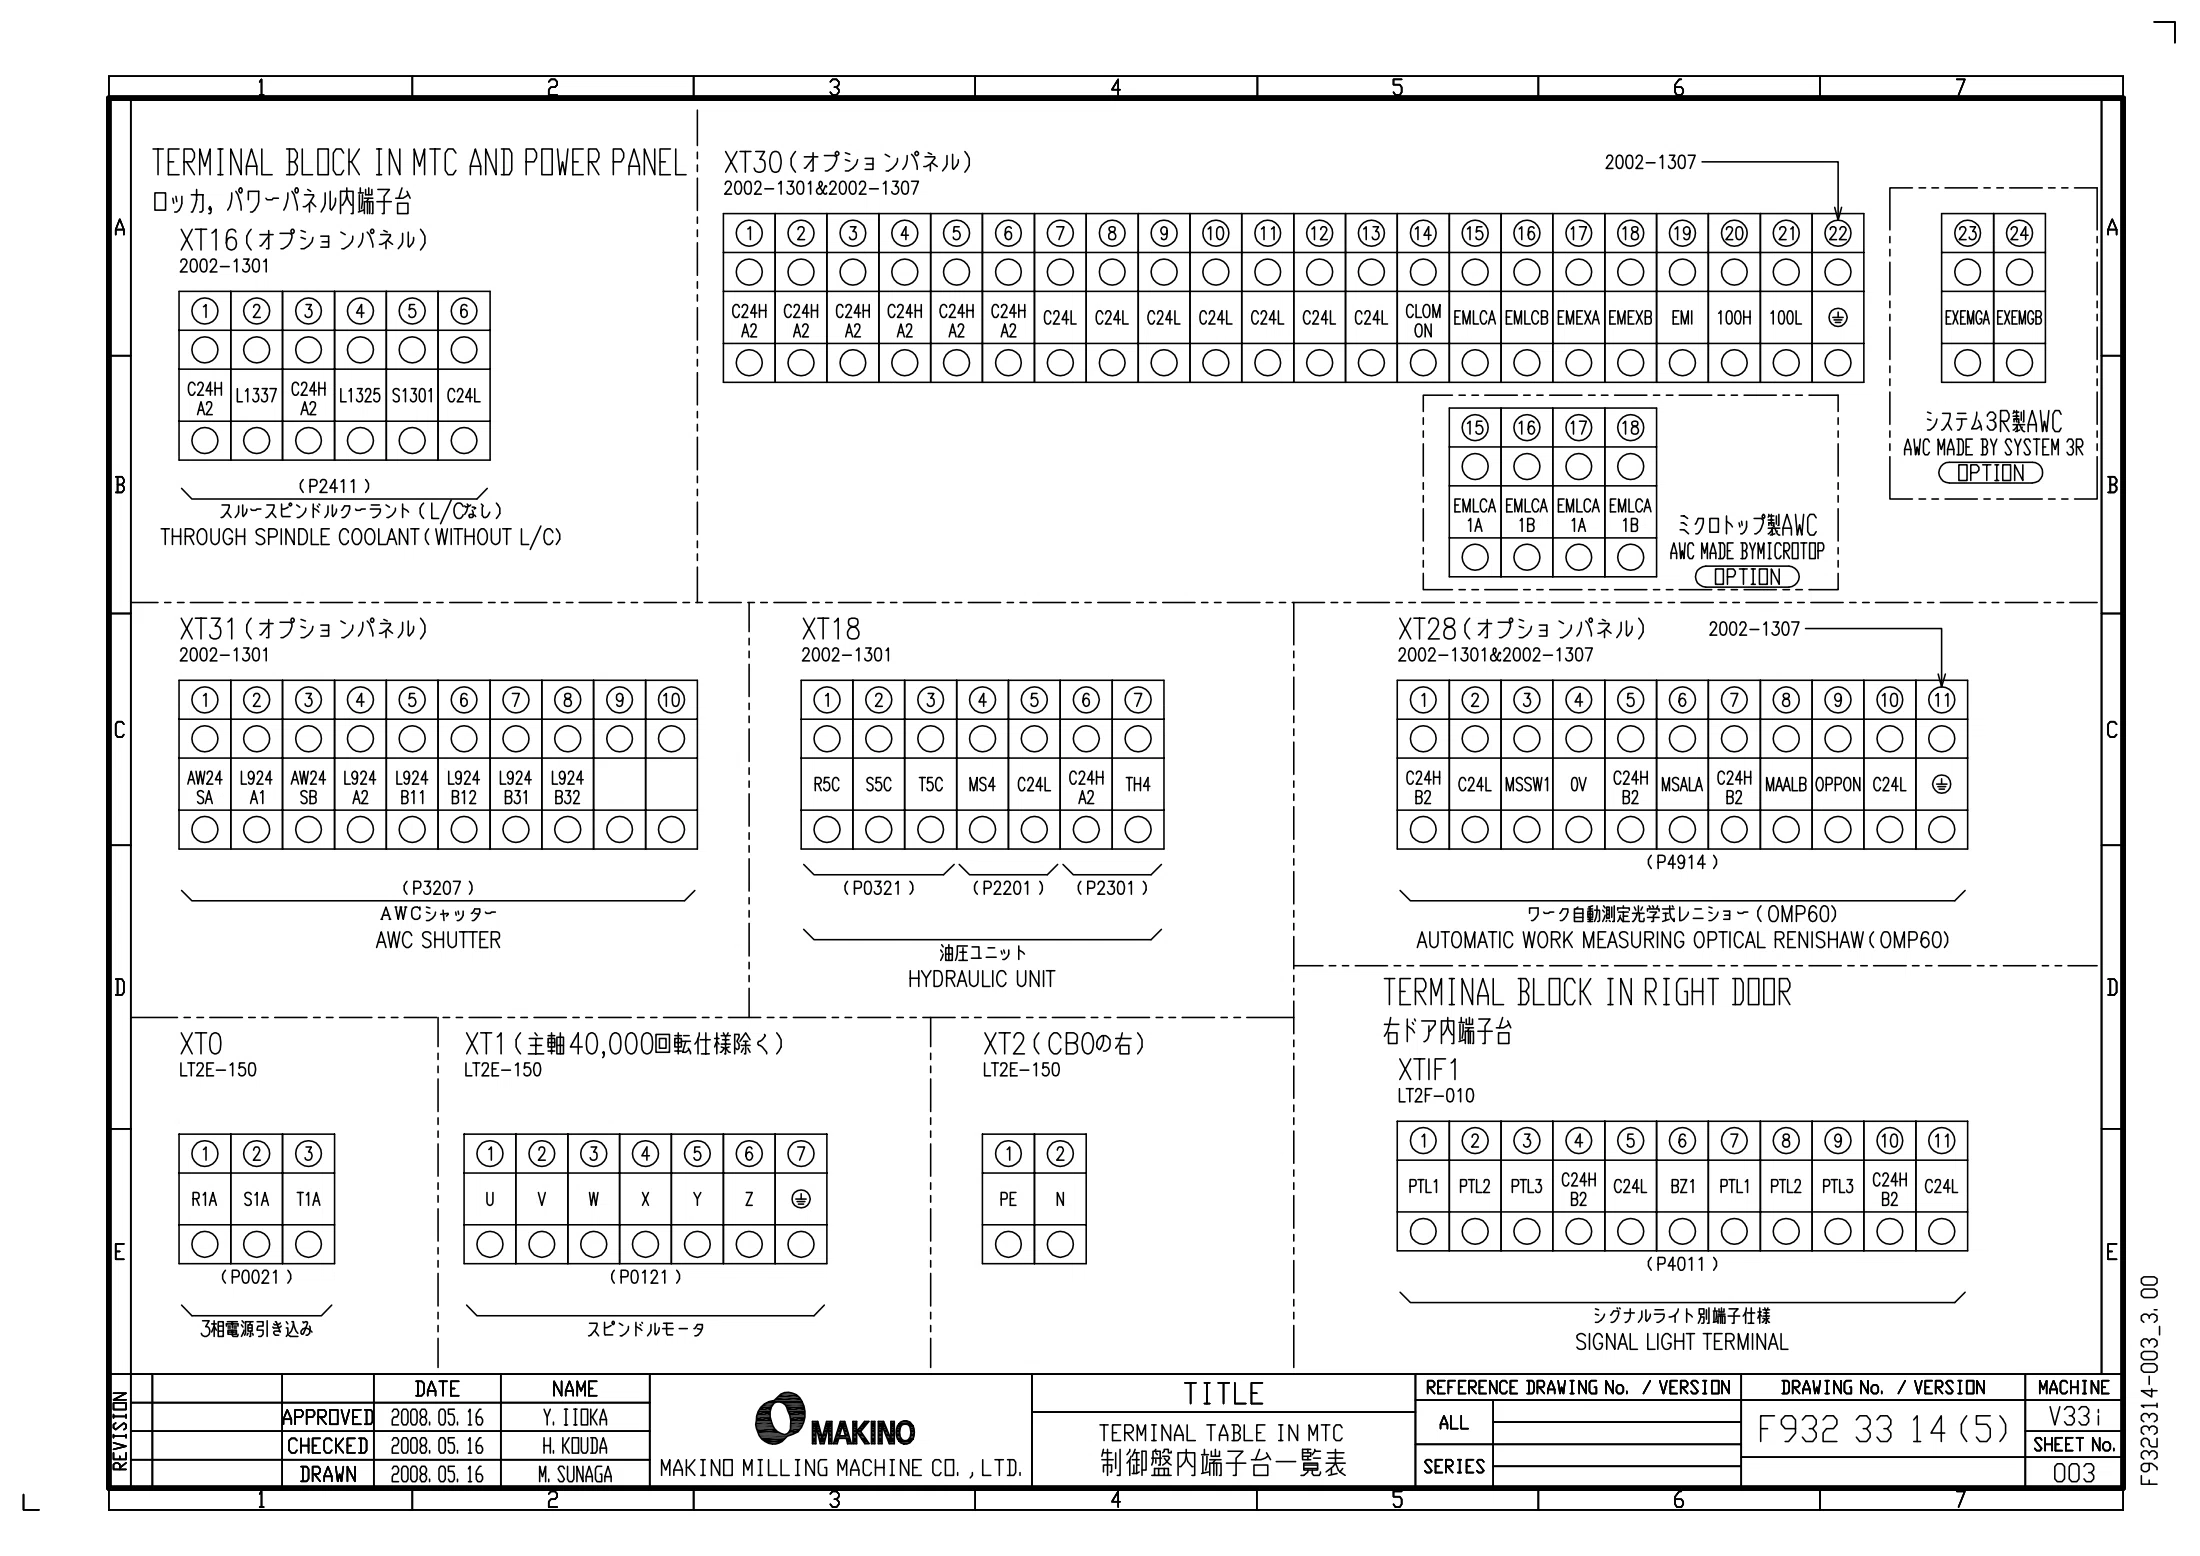 1 2 3 4 5 6 7
A B C D E
TERMINAL BLOCK IN MTC AND POWER PANEL
ロッカ, パワーパネル内端子台
XT16(オプションパネル)
2002-1301
① ② ③ ④ ⑤ ⑥
C24H A2 L1337 C24H A2 L1325 S1301 C24L
(P2411)
スルースピンドルクーラント(L/Cなし)
THROUGH SPINDLE COOLANT(WITHOUT L/C)
XT30(オプションパネル)
2002-1301&2002-1307
2002-1307
① ② ③ ④ ⑤ ⑥ ⑦ ⑧ ⑨ ⑩ ⑪ ⑫ ⑬ ⑭ ⑮ ⑯ ⑰ ⑱ ⑲ ⑳ ㉑ ㉒
C24H A2 C24H A2 C24H A2 C24H A2 C24H A2 C24H A2 C24L C24L C24L C24L C24L C24L C24L CLOM ON EMLCA EMLCB EMEXA EMEXB EMI 100H 100L
㉓ ㉔
EXEMGA EXEMGB
システム3R製AWC
AWC MADE BY SYSTEM 3R
OPTION
⑮ ⑯ ⑰ ⑱
EMLCA 1A EMLCA 1B EMLCA 1A EMLCA 1B
ミクロトップ製AWC
AWC MADE BYMICROTOP
OPTION
XT31(オプションパネル)
2002-1301
① ② ③ ④ ⑤ ⑥ ⑦ ⑧ ⑨ ⑩
AW24 SA L924 A1 AW24 SB L924 A2 L924 B11 L924 B12 L924 B31 L924 B32
(P3207)
AWCシャッター
AWC SHUTTER
XT18
2002-1301
① ② ③ ④ ⑤ ⑥ ⑦
R5C S5C T5C MS4 C24L C24H A2 TH4
(P0321) (P2201) (P2301)
油圧ユニット
HYDRAULIC UNIT
XT28(オプションパネル)
2002-1301&2002-1307
2002-1307
① ② ③ ④ ⑤ ⑥ ⑦ ⑧ ⑨ ⑩ ⑪
C24H B2 C24L MSSW1 0V C24H B2 MSALA C24H B2 MAALB OPPON C24L
(P4914)
ワーク自動測定光学式レニショー(OMP60)
AUTOMATIC WORK MEASURING OPTICAL RENISHAW(OMP60)
XT0
LT2E-150
① ② ③
R1A S1A T1A
(P0021)
3相電源引き込み
XT1(主軸40,000回転仕様除く)
LT2E-150
① ② ③ ④ ⑤ ⑥ ⑦
U V W X Y Z
(P0121)
スピンドルモータ
XT2(CB0の右)
LT2E-150
① ②
PE N
TERMINAL BLOCK IN RIGHT DOOR
右ドア内端子台
XTIF1
LT2F-010
① ② ③ ④ ⑤ ⑥ ⑦ ⑧ ⑨ ⑩ ⑪
PTL1 PTL2 PTL3 C24H B2 C24L BZ1 PTL1 PTL2 PTL3 C24H B2 C24L
(P4011)
シグナルライト別端子仕様
SIGNAL LIGHT TERMINAL
REVISION
DATE NAME
APPROVED 2008.05.16 Y. IIOKA
CHECKED 2008.05.16 H. KOUDA
DRAWN 2008.05.16 M. SUNAGA
MAKINO
MAKINO MILLING MACHINE CO.,LTD.
TITLE
TERMINAL TABLE IN MTC
制御盤内端子台一覧表
REFERENCE DRAWING No. / VERSION
ALL
SERIES
DRAWING No. / VERSION
F932 33 14(5)
MACHINE
V33i
SHEET No.
003
F9323314-003_3.00
A B C D E
1 2 3 4 5 6 7